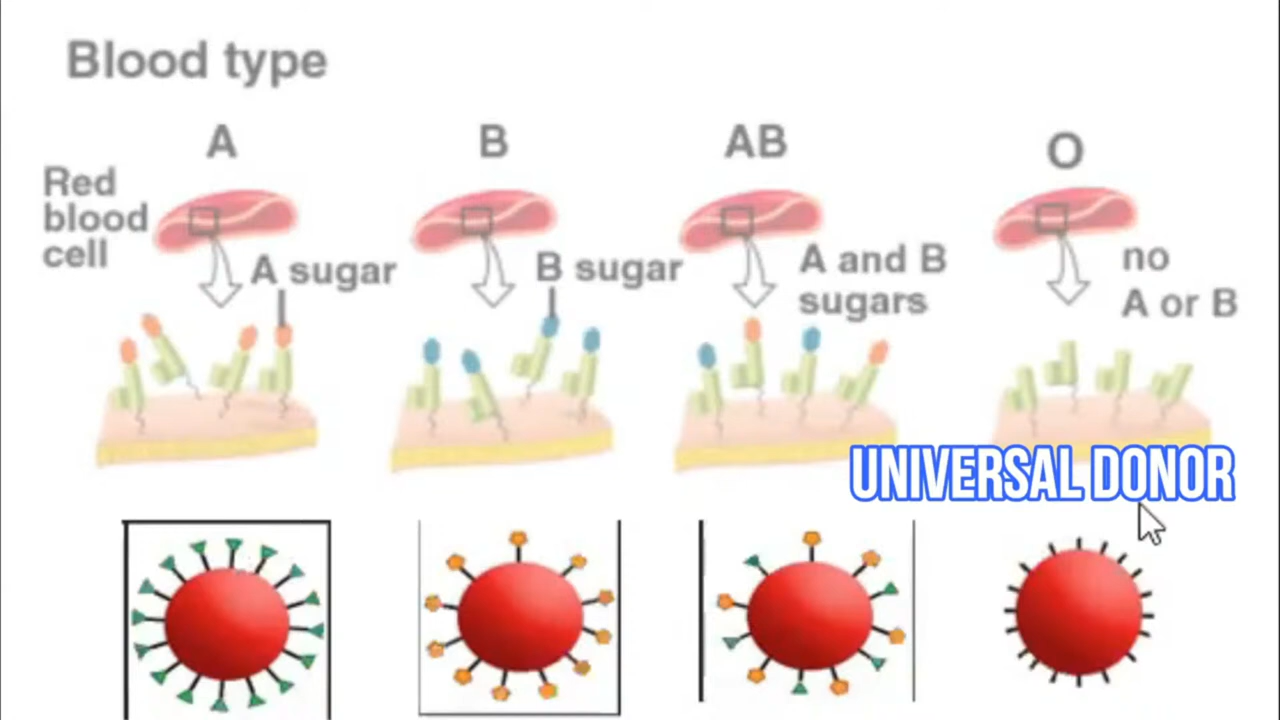 Blood type
A
B
AB
O
Red
blood
cell
A sugar
B sugar
A and B
sugars
no
A or B
UNIVERSAL DONOR